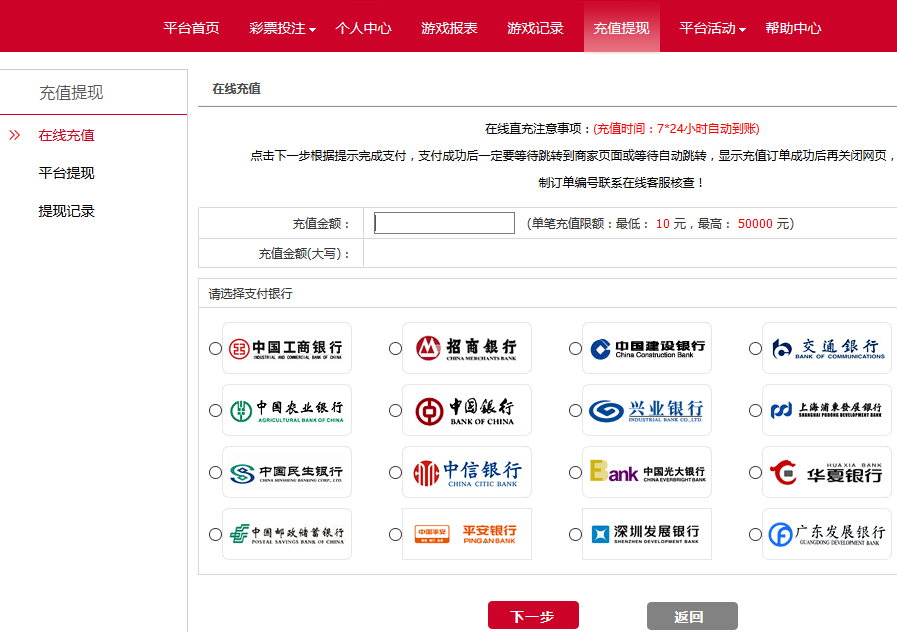 平台首页 彩票投注 个人中心 游戏报表 游戏记录 充值提现 平台活动 帮助中心
充值提现
在线充值
平台提现
提现记录
在线充值
在线直充注意事项：(充值时间：7*24小时自动到账)
点击下一步根据提示完成支付，支付成功后一定要等待跳转到商家页面或等待自动跳转，显示充值订单成功后再关闭网页，
制订单编号联系在线客服核查！
充值金额： (单笔充值限额：最低： 10 元，最高： 50000 元)
充值金额(大写)：
请选择支付银行
中国工商银行 招商银行 中国建设银行 交通银行
INDUSTRIAL AND COMMERCIAL BANK OF CHINA CHINA MERCHANTS BANK China Construction Bank BANK OF COMMUNICATIONS
中国农业银行 中国银行 兴业银行 上海浦东發展银行
AGRICULTURAL BANK OF CHINA BANK OF CHINA INDUSTRIAL BANK CO.,LTD. SHANGHAI PUDONG DEVELOPMENT BANK
中国民生银行 中信银行 Bank 中国光大银行 HUAXIA BANK
CHINA MINSHENG BANKING CORP., LTD. CHINA CITIC BANK CHINA EVERBRIGHT BANK 华夏银行
中国邮政储蓄银行 中国平安 平安银行 深圳发展银行 广东发展银行
POSTAL SAVINGS BANK OF CHINA PING AN BANK SHENZHEN DEVELOPMENT BANK GUANGDONG DEVELOPMENT BANK
下一步 返回